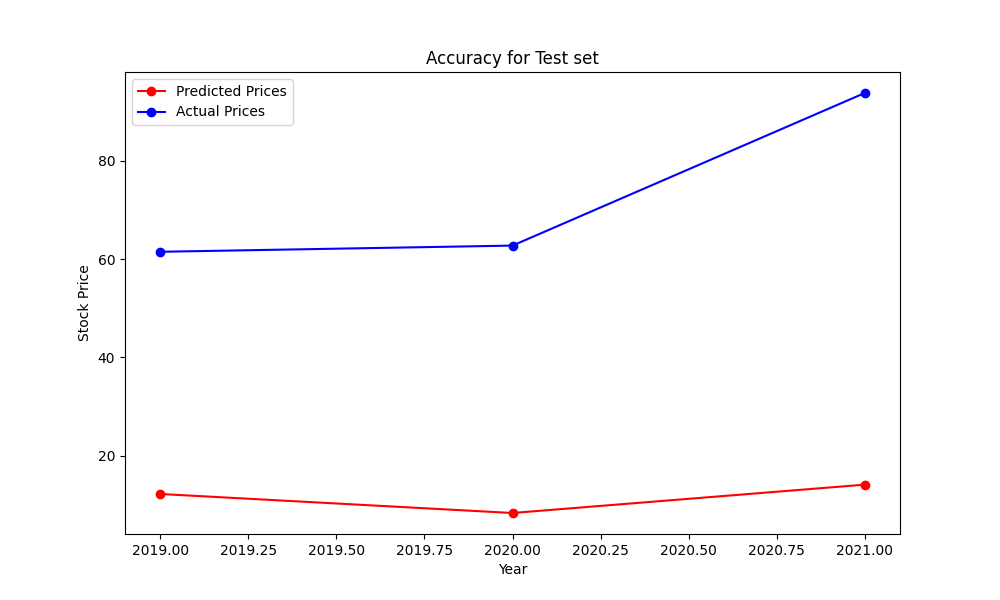 Accuracy for Test set
Predicted Prices
Actual Prices
80
60
40
20
Stock Price
2019.00 2019.25 2019.50 2019.75 2020.00 2020.25 2020.50 2020.75 2021.00
Year